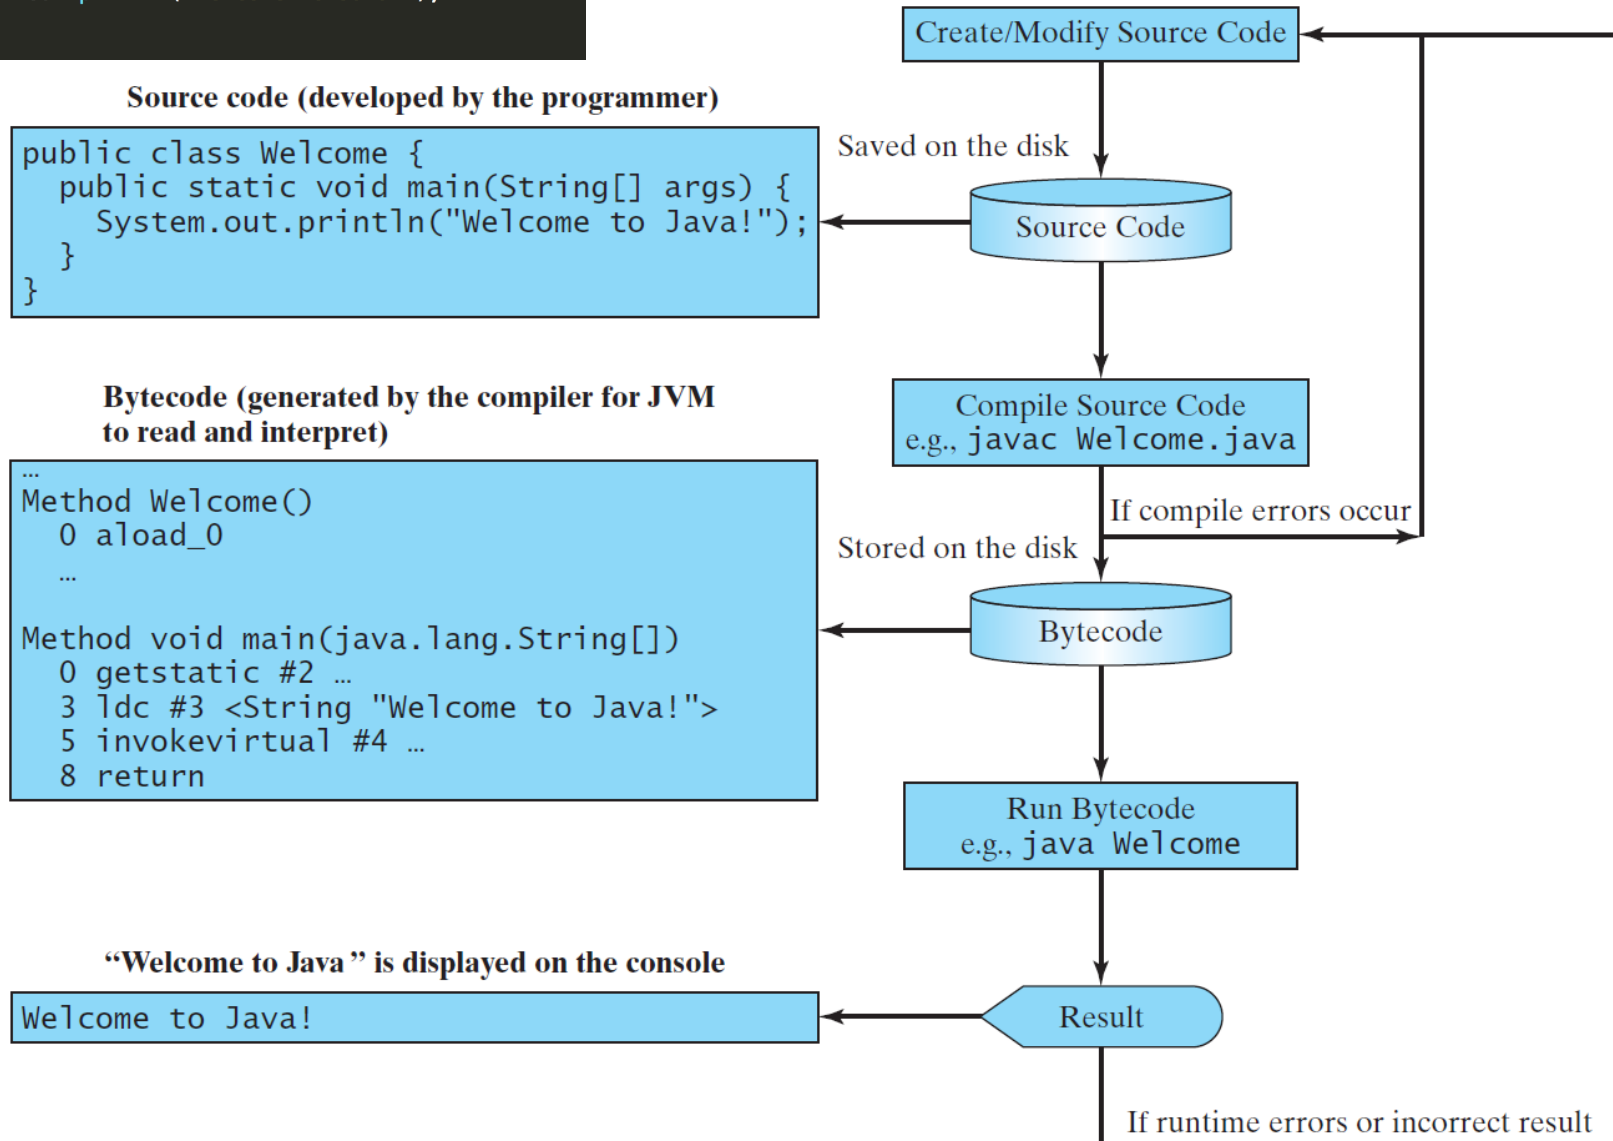 Create/Modify Source Code
Source code (developed by the programmer)
public class Welcome {
  public static void main(String[] args) {
    System.out.println("Welcome to Java!");
  }
}
Saved on the disk
Source Code
Compile Source Code
e.g., javac Welcome.java
If compile errors occur
Bytecode (generated by the compiler for JVM
to read and interpret)
…
Method Welcome()
  0 aload_0
  …
Method void main(java.lang.String[])
  0 getstatic #2 …
  3 ldc #3 <String "Welcome to Java!">
  5 invokevirtual #4 …
  8 return
Stored on the disk
Bytecode
Run Bytecode
e.g., java Welcome
“Welcome to Java ” is displayed on the console
Welcome to Java!
Result
If runtime errors or incorrect result